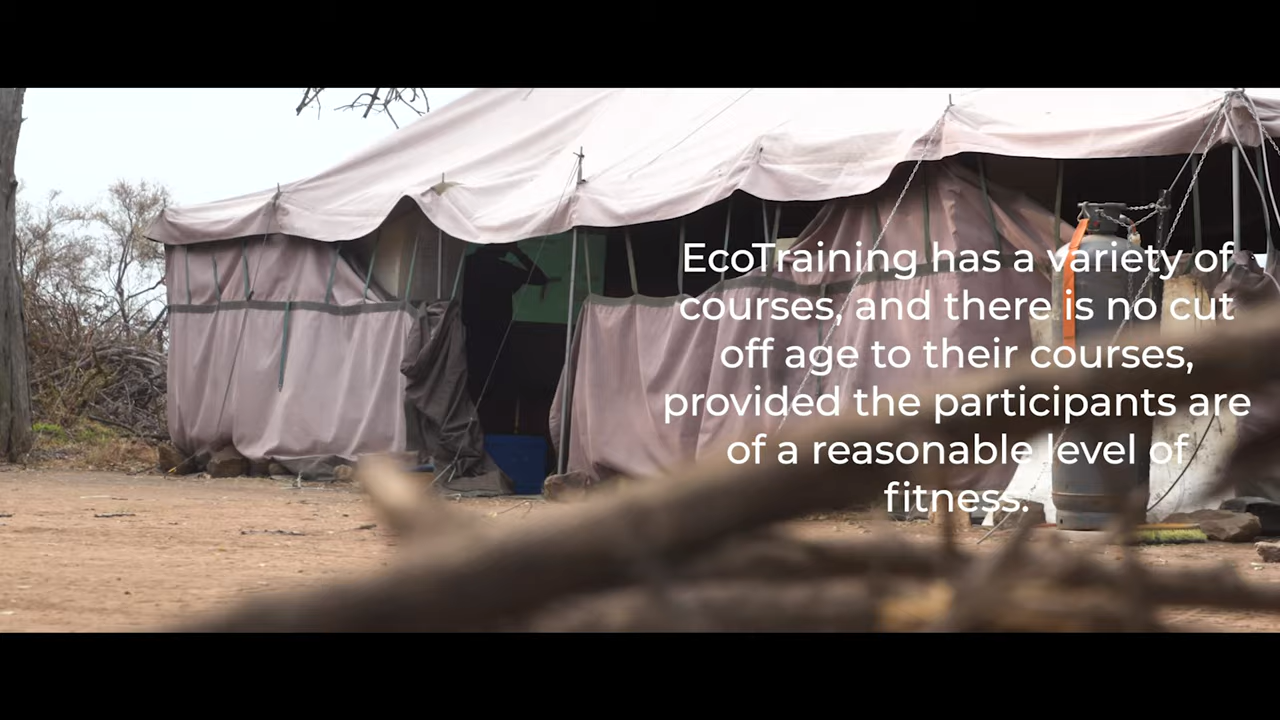 EcoTraining has a variety of
courses, and there is no cut
off age to their courses,
provided the participants are
of a reasonable level of
fitness.